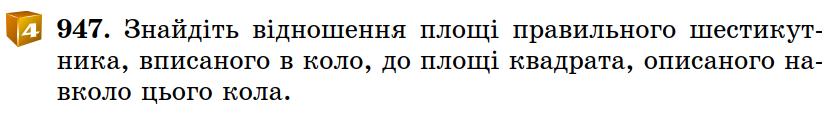 4 947. Знайдіть відношення площі правильного шестикут-
ника, вписаного в коло, до площі квадрата, описаного на-
вколо цього кола.